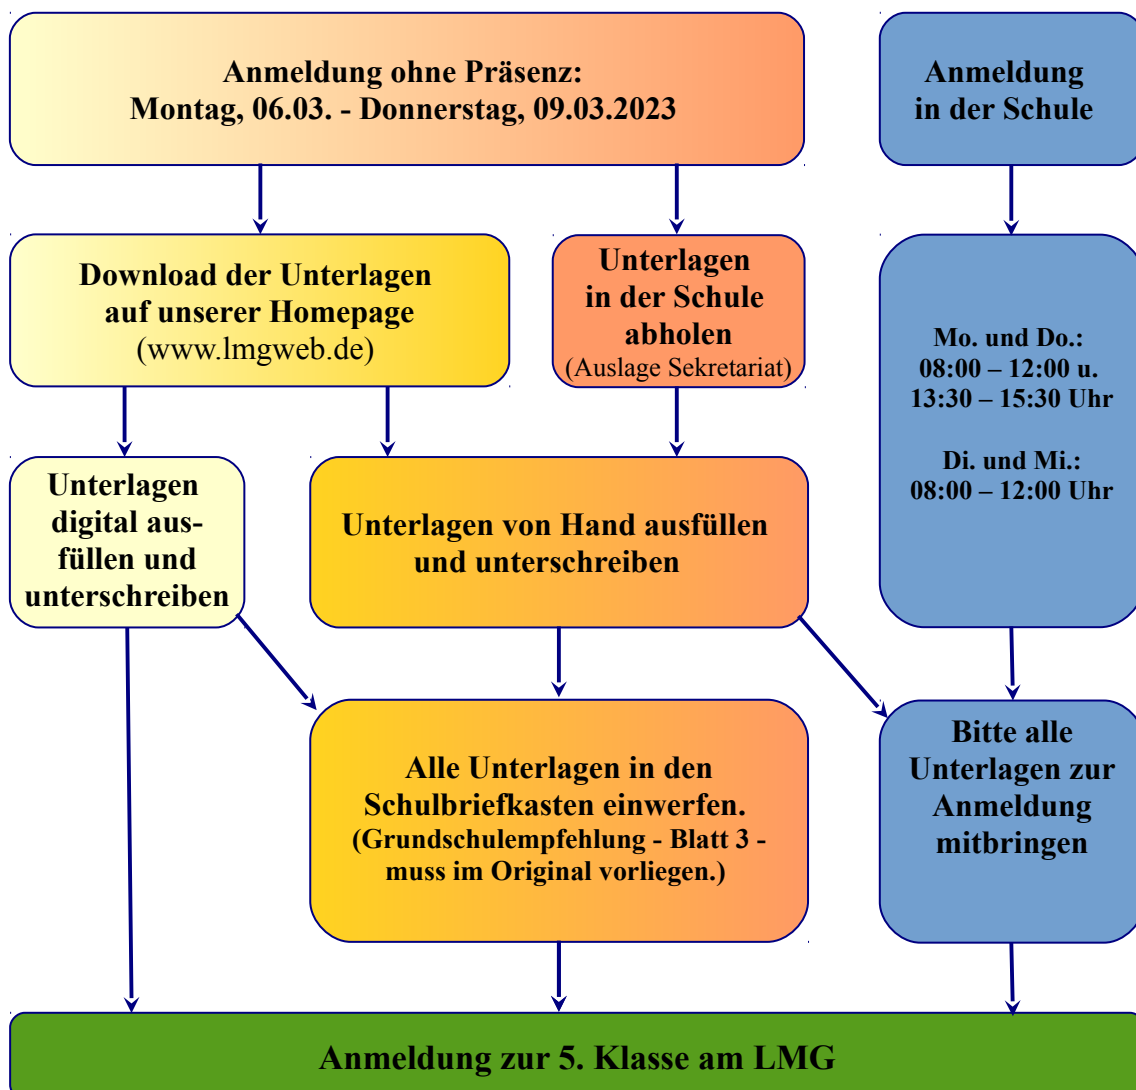 Anmeldung ohne Präsenz:
Montag, 06.03. - Donnerstag, 09.03.2023
Anmeldung
in der Schule
Download der Unterlagen
auf unserer Homepage
(www.lmgweb.de)
Unterlagen
in der Schule
abholen
(Auslage Sekretariat)
Mo. und Do.:
08:00 – 12:00 u.
13:30 – 15:30 Uhr
Di. und Mi.:
08:00 – 12:00 Uhr
Unterlagen
digital aus-
füllen und
unterschreiben
Unterlagen von Hand ausfüllen
und unterschreiben
Alle Unterlagen in den
Schulbriefkasten einwerfen.
(Grundschulempfehlung - Blatt 3 -
muss im Original vorliegen.)
Bitte alle
Unterlagen zur
Anmeldung
mitbringen
Anmeldung zur 5. Klasse am LMG